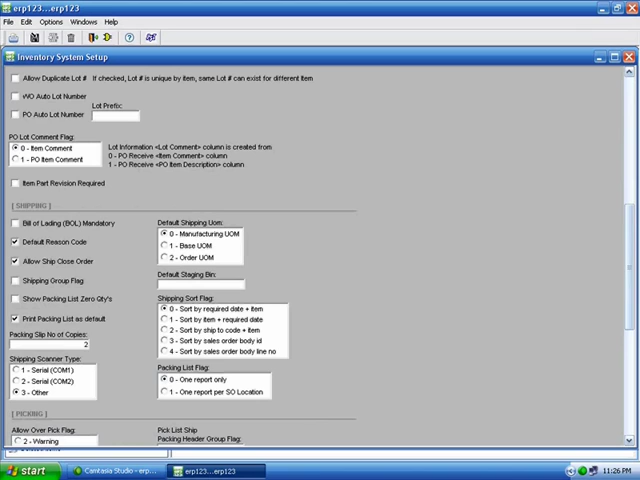 erp123...erp123
File Edit Options Windows Help
Inventory System Setup
Allow Duplicate Lot # If checked, Lot # is unique by item, same Lot # can exist for different item
WO Auto Lot Number
Lot Prefix:
PO Auto Lot Number
PO Lot Comment Flag:
0 - Item Comment
1 - PO Item Comment
Lot Information <Lot Comment> column is created from
0 - PO Receive <Item Comment> column
1 - PO Receive <PO Item Description> column
Item Part Revision Required
[ SHIPPING ]
Bill of Lading (BOL) Mandatory
Default Reason Code
Allow Ship Close Order
Shipping Group Flag
Show Packing List Zero Qty's
Print Packing List as default
Packing Slip No of Copies:
2
Shipping Scanner Type:
1 - Serial (COM1)
2 - Serial (COM2)
3 - Other
Default Shipping Uom:
0 - Manufacturing UOM
1 - Base UOM
2 - Order UOM
Default Staging Bin:
Shipping Sort Flag:
0 - Sort by required date + item
1 - Sort by item + required date
2 - Sort by ship to code + item
3 - Sort by sales order body id
4 - Sort by sales order body line no
Packing List Flag:
0 - One report only
1 - One report per SO Location
[ PICKING ]
Allow Over Pick Flag:
2 - Warning
Pick List Ship
Packing Header Group Flag:
start
Camtasia Studio - erp...
erp123...erp123
11:26 PM